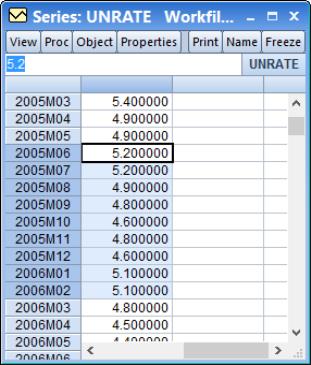 Series: UNRATE Workfil...
View Proc Object Properties Print Name Freeze
5.2 UNRATE
2005M03 5.400000
2005M04 4.900000
2005M05 4.900000
2005M06 5.200000
2005M07 5.200000
2005M08 4.900000
2005M09 4.800000
2005M10 4.600000
2005M11 4.800000
2005M12 4.600000
2006M01 5.100000
2006M02 5.100000
2006M03 4.800000
2006M04 4.500000
2006M05 4.400000
2006M06